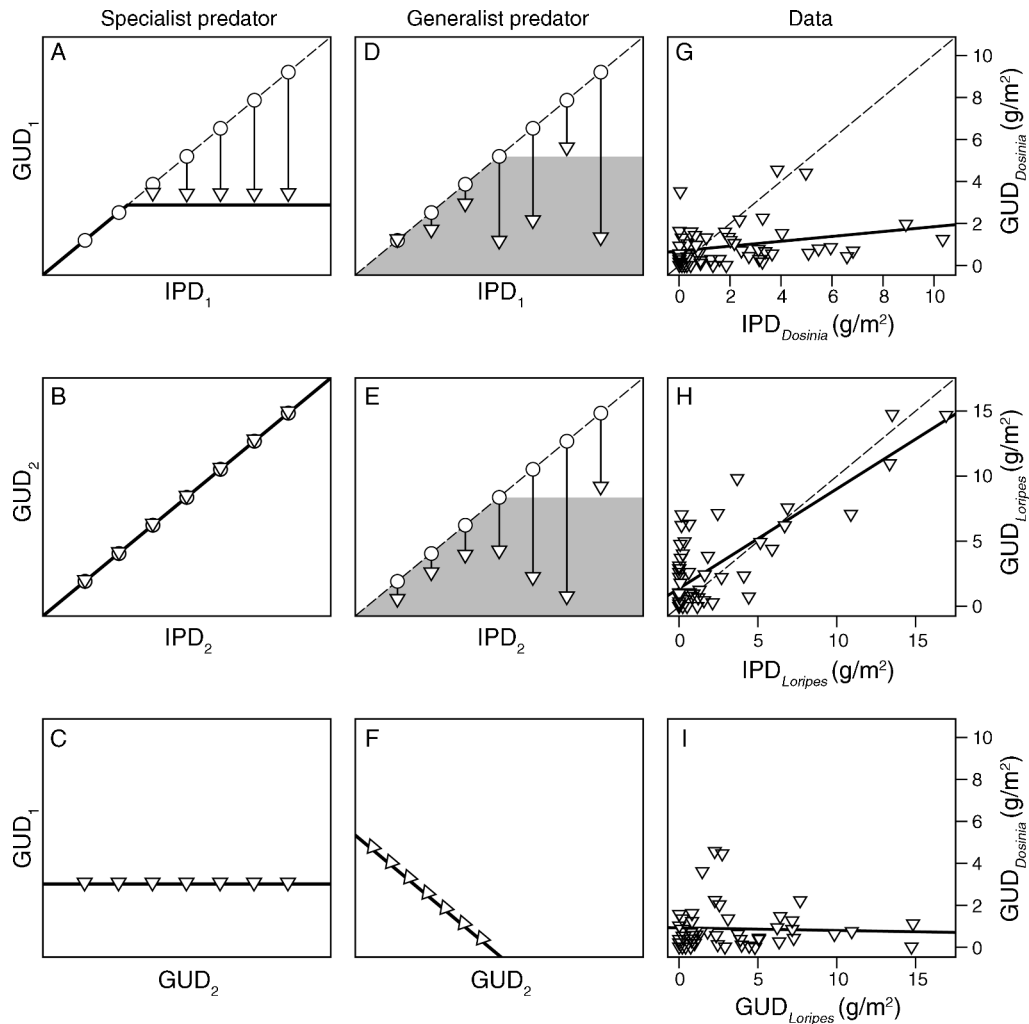 Specialist predator
Generalist predator
Data
A
GUD₁
IPD₁
D
IPD₁
G
10
8
6
4
2
0
GUD_Dosinia (g/m²)
0 2 4 6 8 10
IPD_Dosinia (g/m²)
B
GUD₂
IPD₂
E
IPD₂
H
15
10
5
0
GUD_Loripes (g/m²)
0 5 10 15
IPD_Loripes (g/m²)
C
GUD₁
GUD₂
F
GUD₂
I
10
8
6
4
2
0
GUD_Dosinia (g/m²)
0 5 10 15
GUD_Loripes (g/m²)